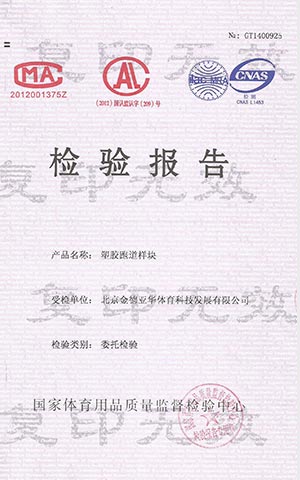 №: GT1400925
复印无效
MA
2012001375Z
CAL
(2012)国认监认字(209)号
ilac-MRA
CNAS
检测
CNAS L1453
检验报告
复印无效
产品名称: 塑胶跑道样块
复印无效
受检单位: 北京金德亚华体育科技发展有限公司
检验类别: 委托检验
复印无效
国家体育用品质量监督检验中心